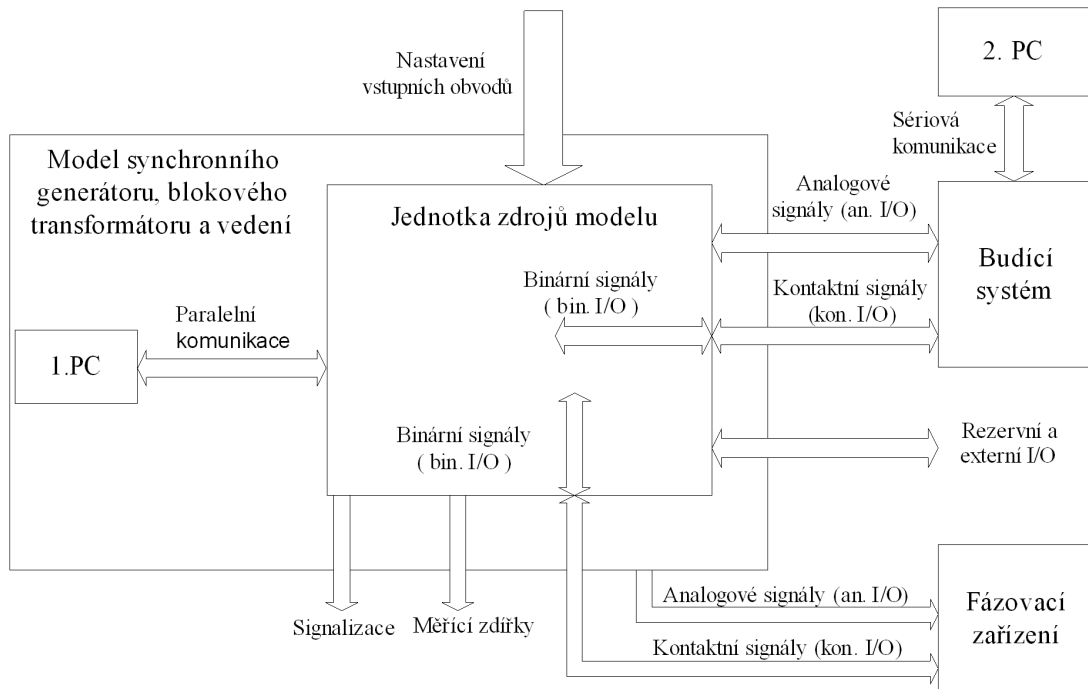 Nastavení
vstupních obvodů
2. PC
Sériová
komunikace
Model synchronního
generátoru, blokového
transformátoru a vedení
Jednotka zdrojů modelu
Analogové
signály (an. I/O)
Budící
systém
Binární signály
( bin. I/O )
Kontaktní signály
(kon. I/O)
Paralelní
komunikace
1.PC
Binární signály
( bin. I/O )
Rezervní a
externí I/O
Signalizace
Měřící zdířky
Analogové signály (an. I/O)
Kontaktní signály (kon. I/O)
Fázovací
zařízení